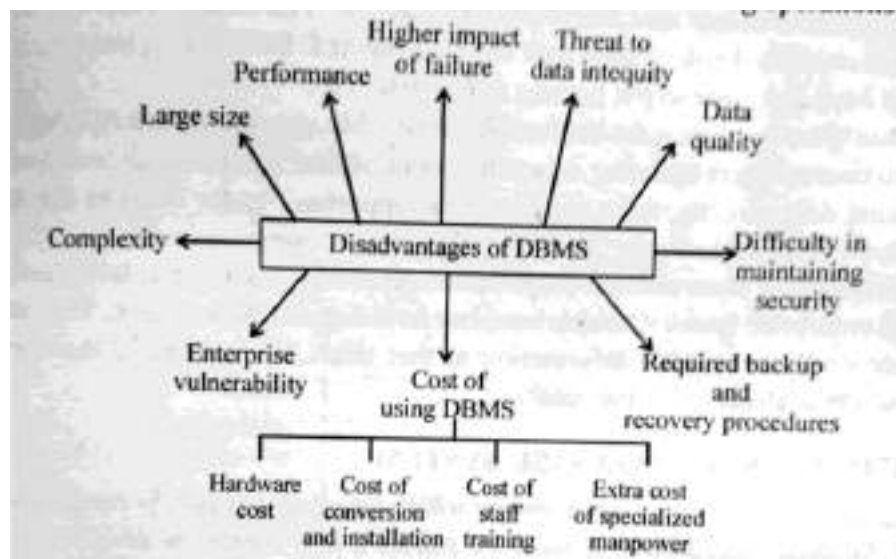 Higher impact
of failure
Threat to
data intequity
Performance
Large size
Data
quality
Complexity
Disadvantages of DBMS
Difficulty in
maintaining
security
Enterprise
vulnerability
Cost of
using DBMS
Required backup
and
recovery procedures
Hardware
cost
Cost of
conversion
and installation
Cost of
staff
training
Extra cost
of specialized
manpower